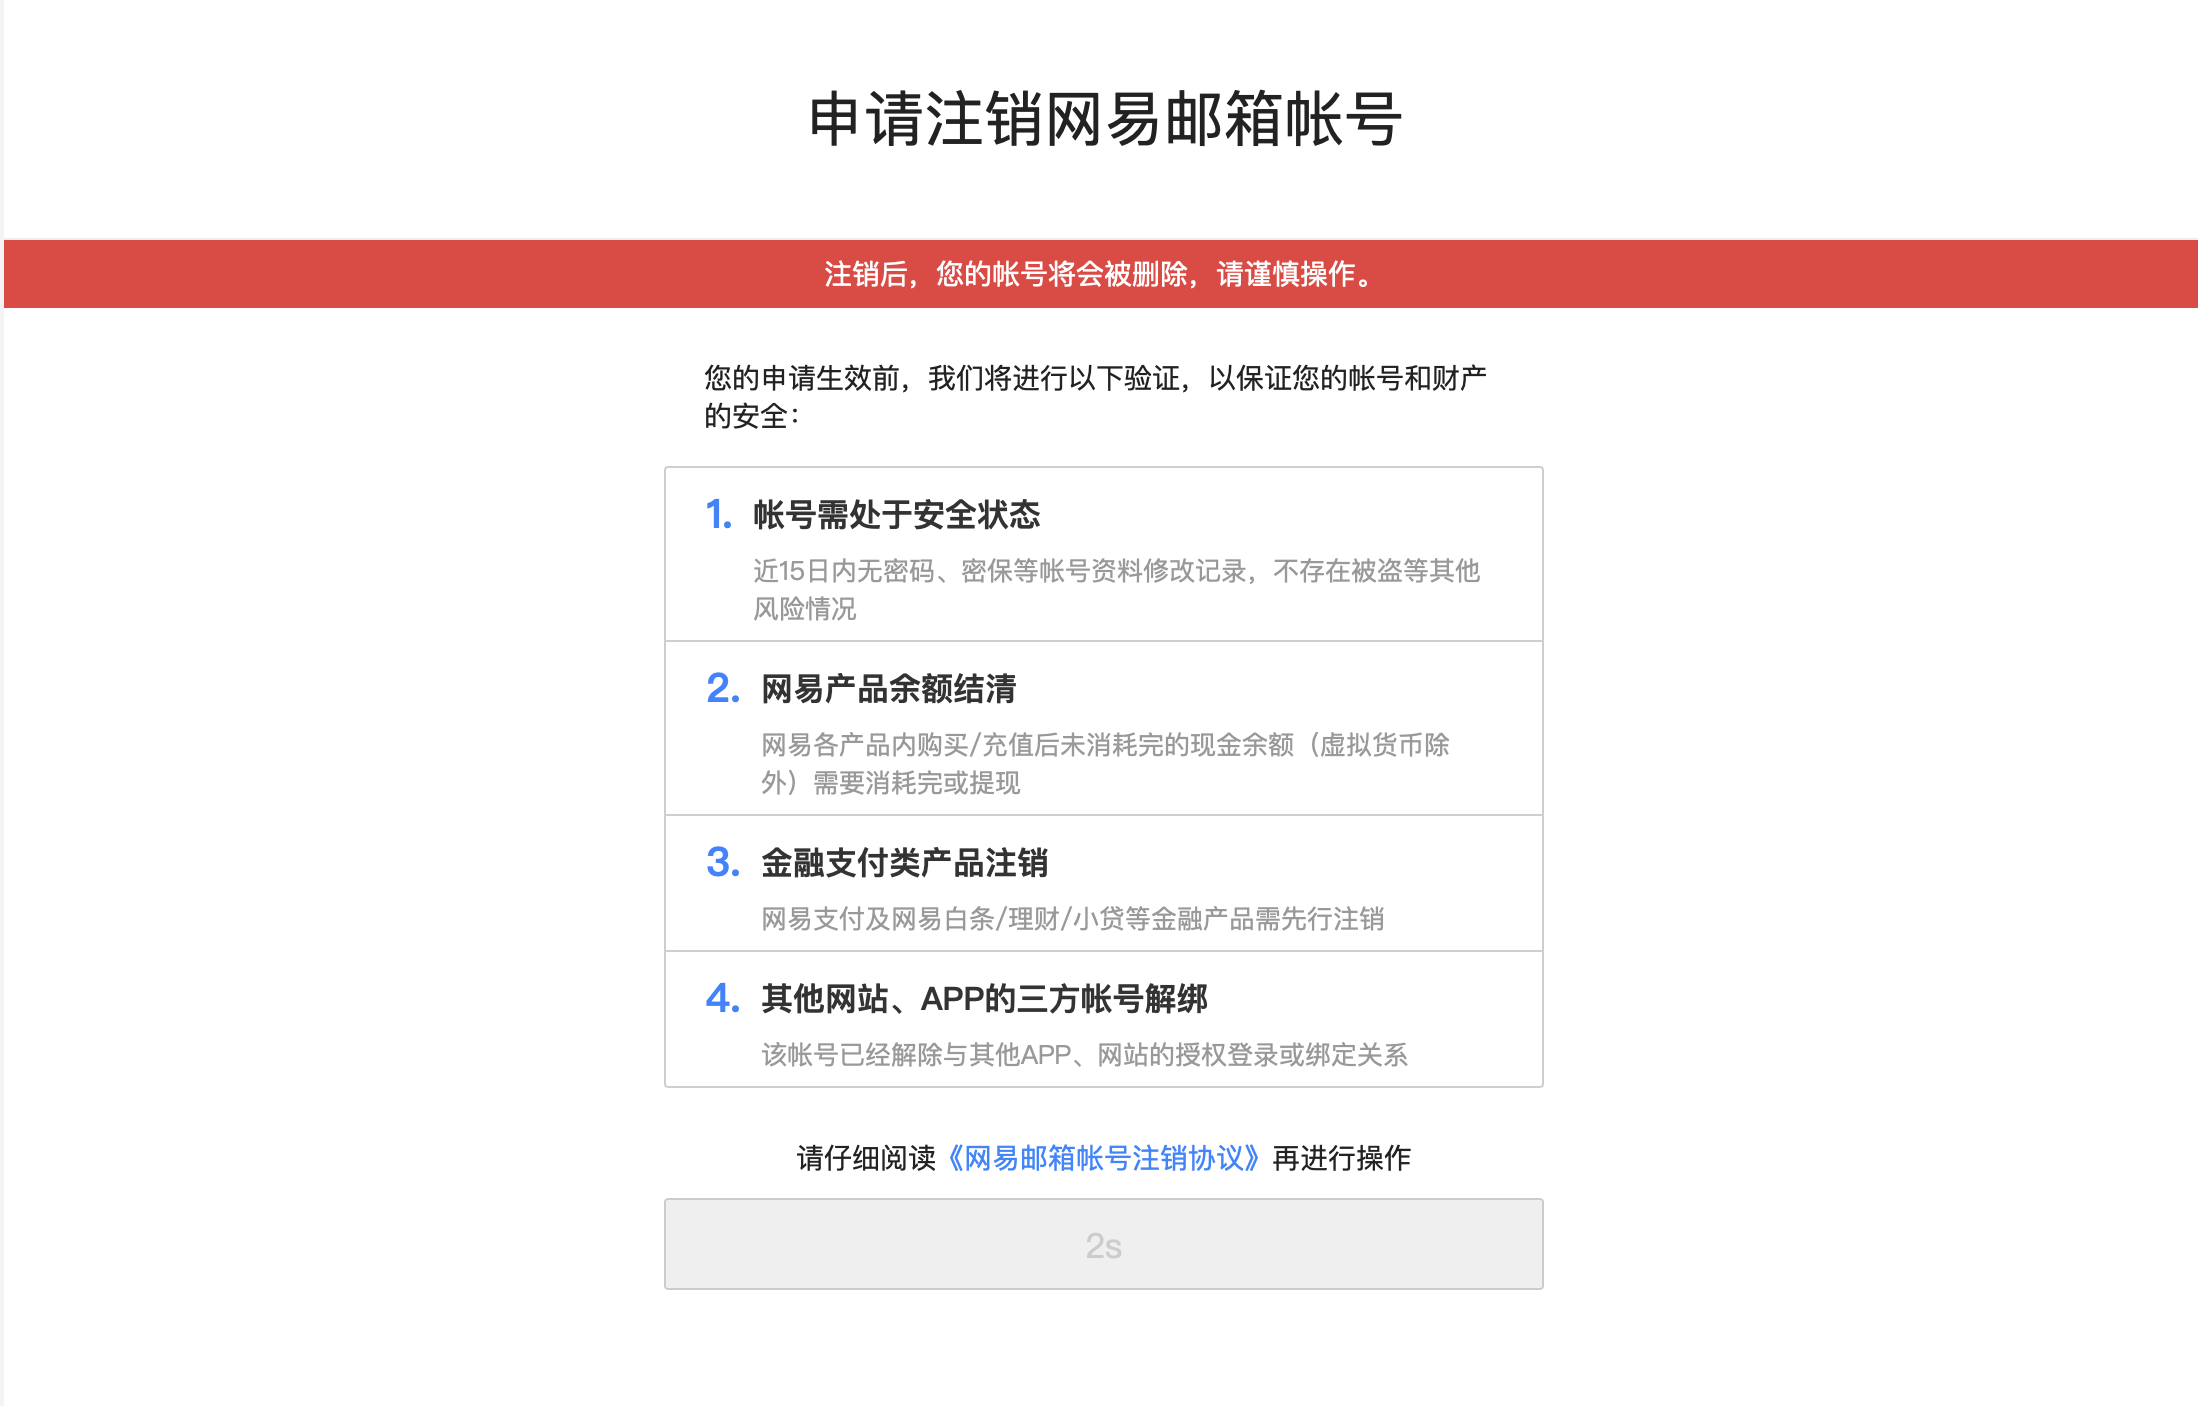 申请注销网易邮箱帐号
注销后，您的帐号将会被删除，请谨慎操作。
您的申请生效前，我们将进行以下验证，以保证您的帐号和财产
的安全：
1. 帐号需处于安全状态
近15日内无密码、密保等帐号资料修改记录，不存在被盗等其他
风险情况
2. 网易产品余额结清
网易各产品内购买/充值后未消耗完的现金余额（虚拟货币除
外）需要消耗完或提现
3. 金融支付类产品注销
网易支付及网易白条/理财/小贷等金融产品需先行注销
4. 其他网站、APP的三方帐号解绑
该帐号已经解除与其他APP、网站的授权登录或绑定关系
请仔细阅读《网易邮箱帐号注销协议》再进行操作
2s